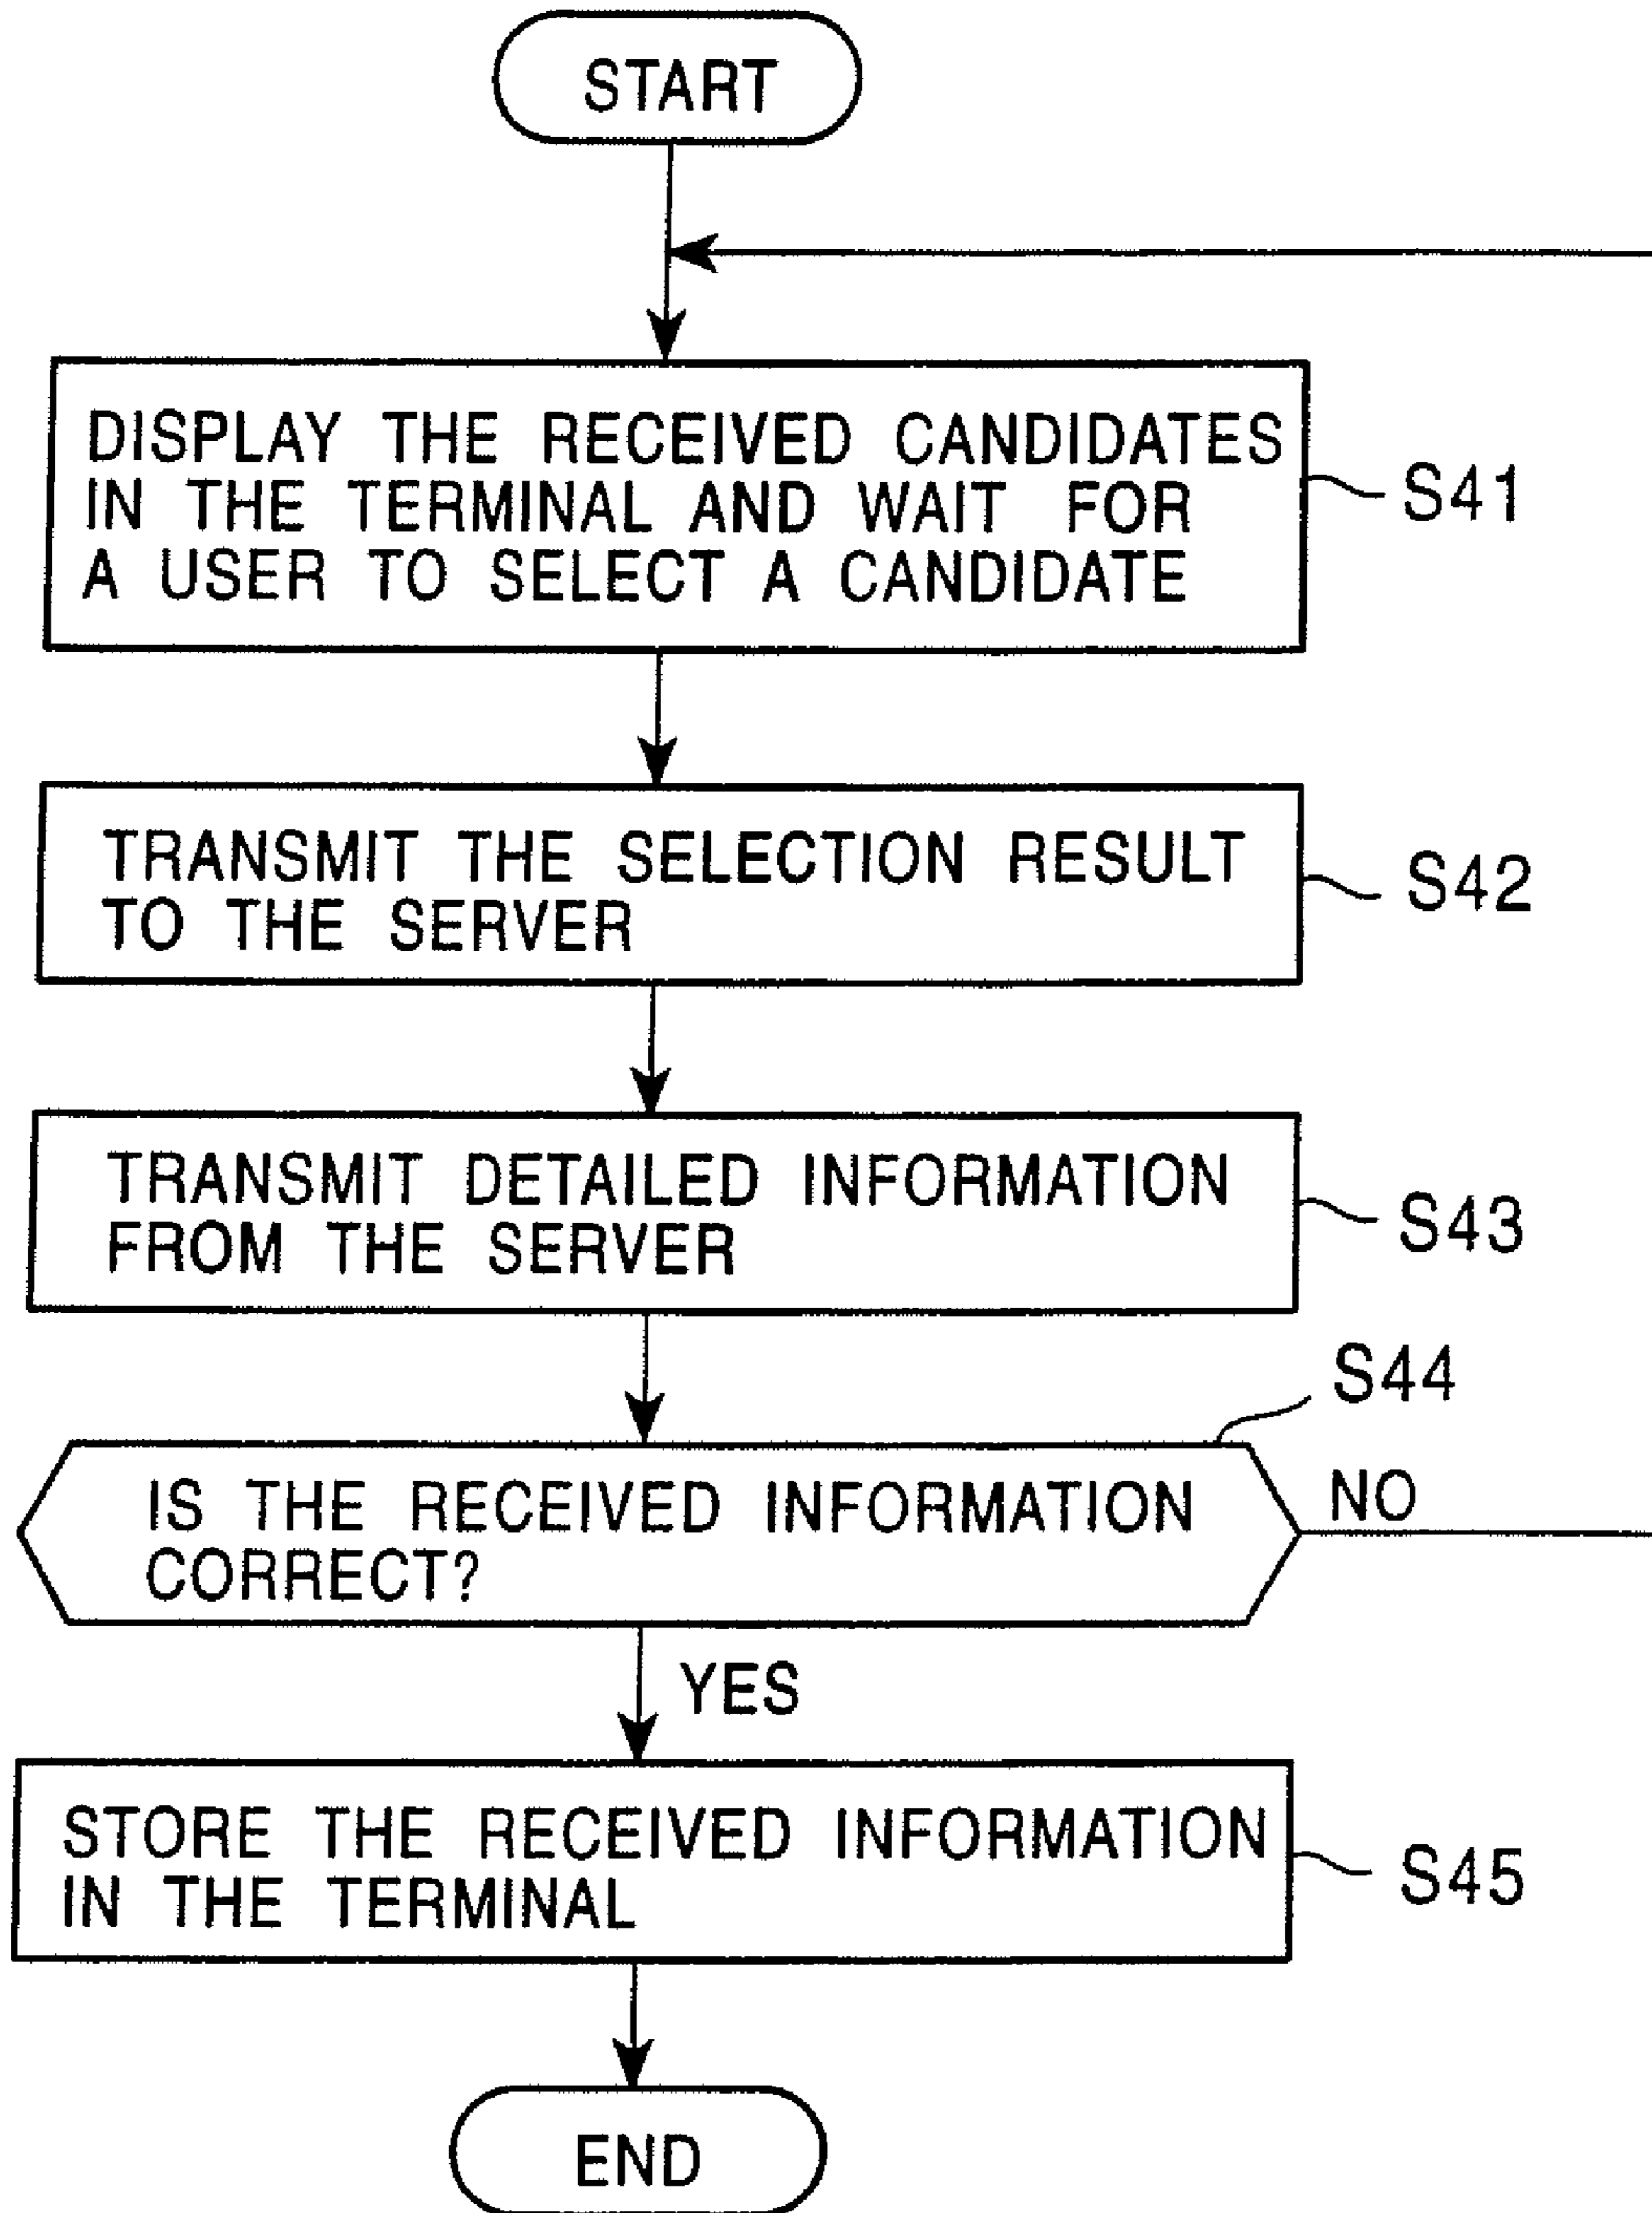 START
DISPLAY THE RECEIVED CANDIDATES
IN THE TERMINAL AND WAIT FOR
A USER TO SELECT A CANDIDATE
S41
TRANSMIT THE SELECTION RESULT
TO THE SERVER
S42
TRANSMIT DETAILED INFORMATION
FROM THE SERVER
S43
S44
IS THE RECEIVED INFORMATION
CORRECT?
NO
YES
STORE THE RECEIVED INFORMATION
IN THE TERMINAL
S45
END